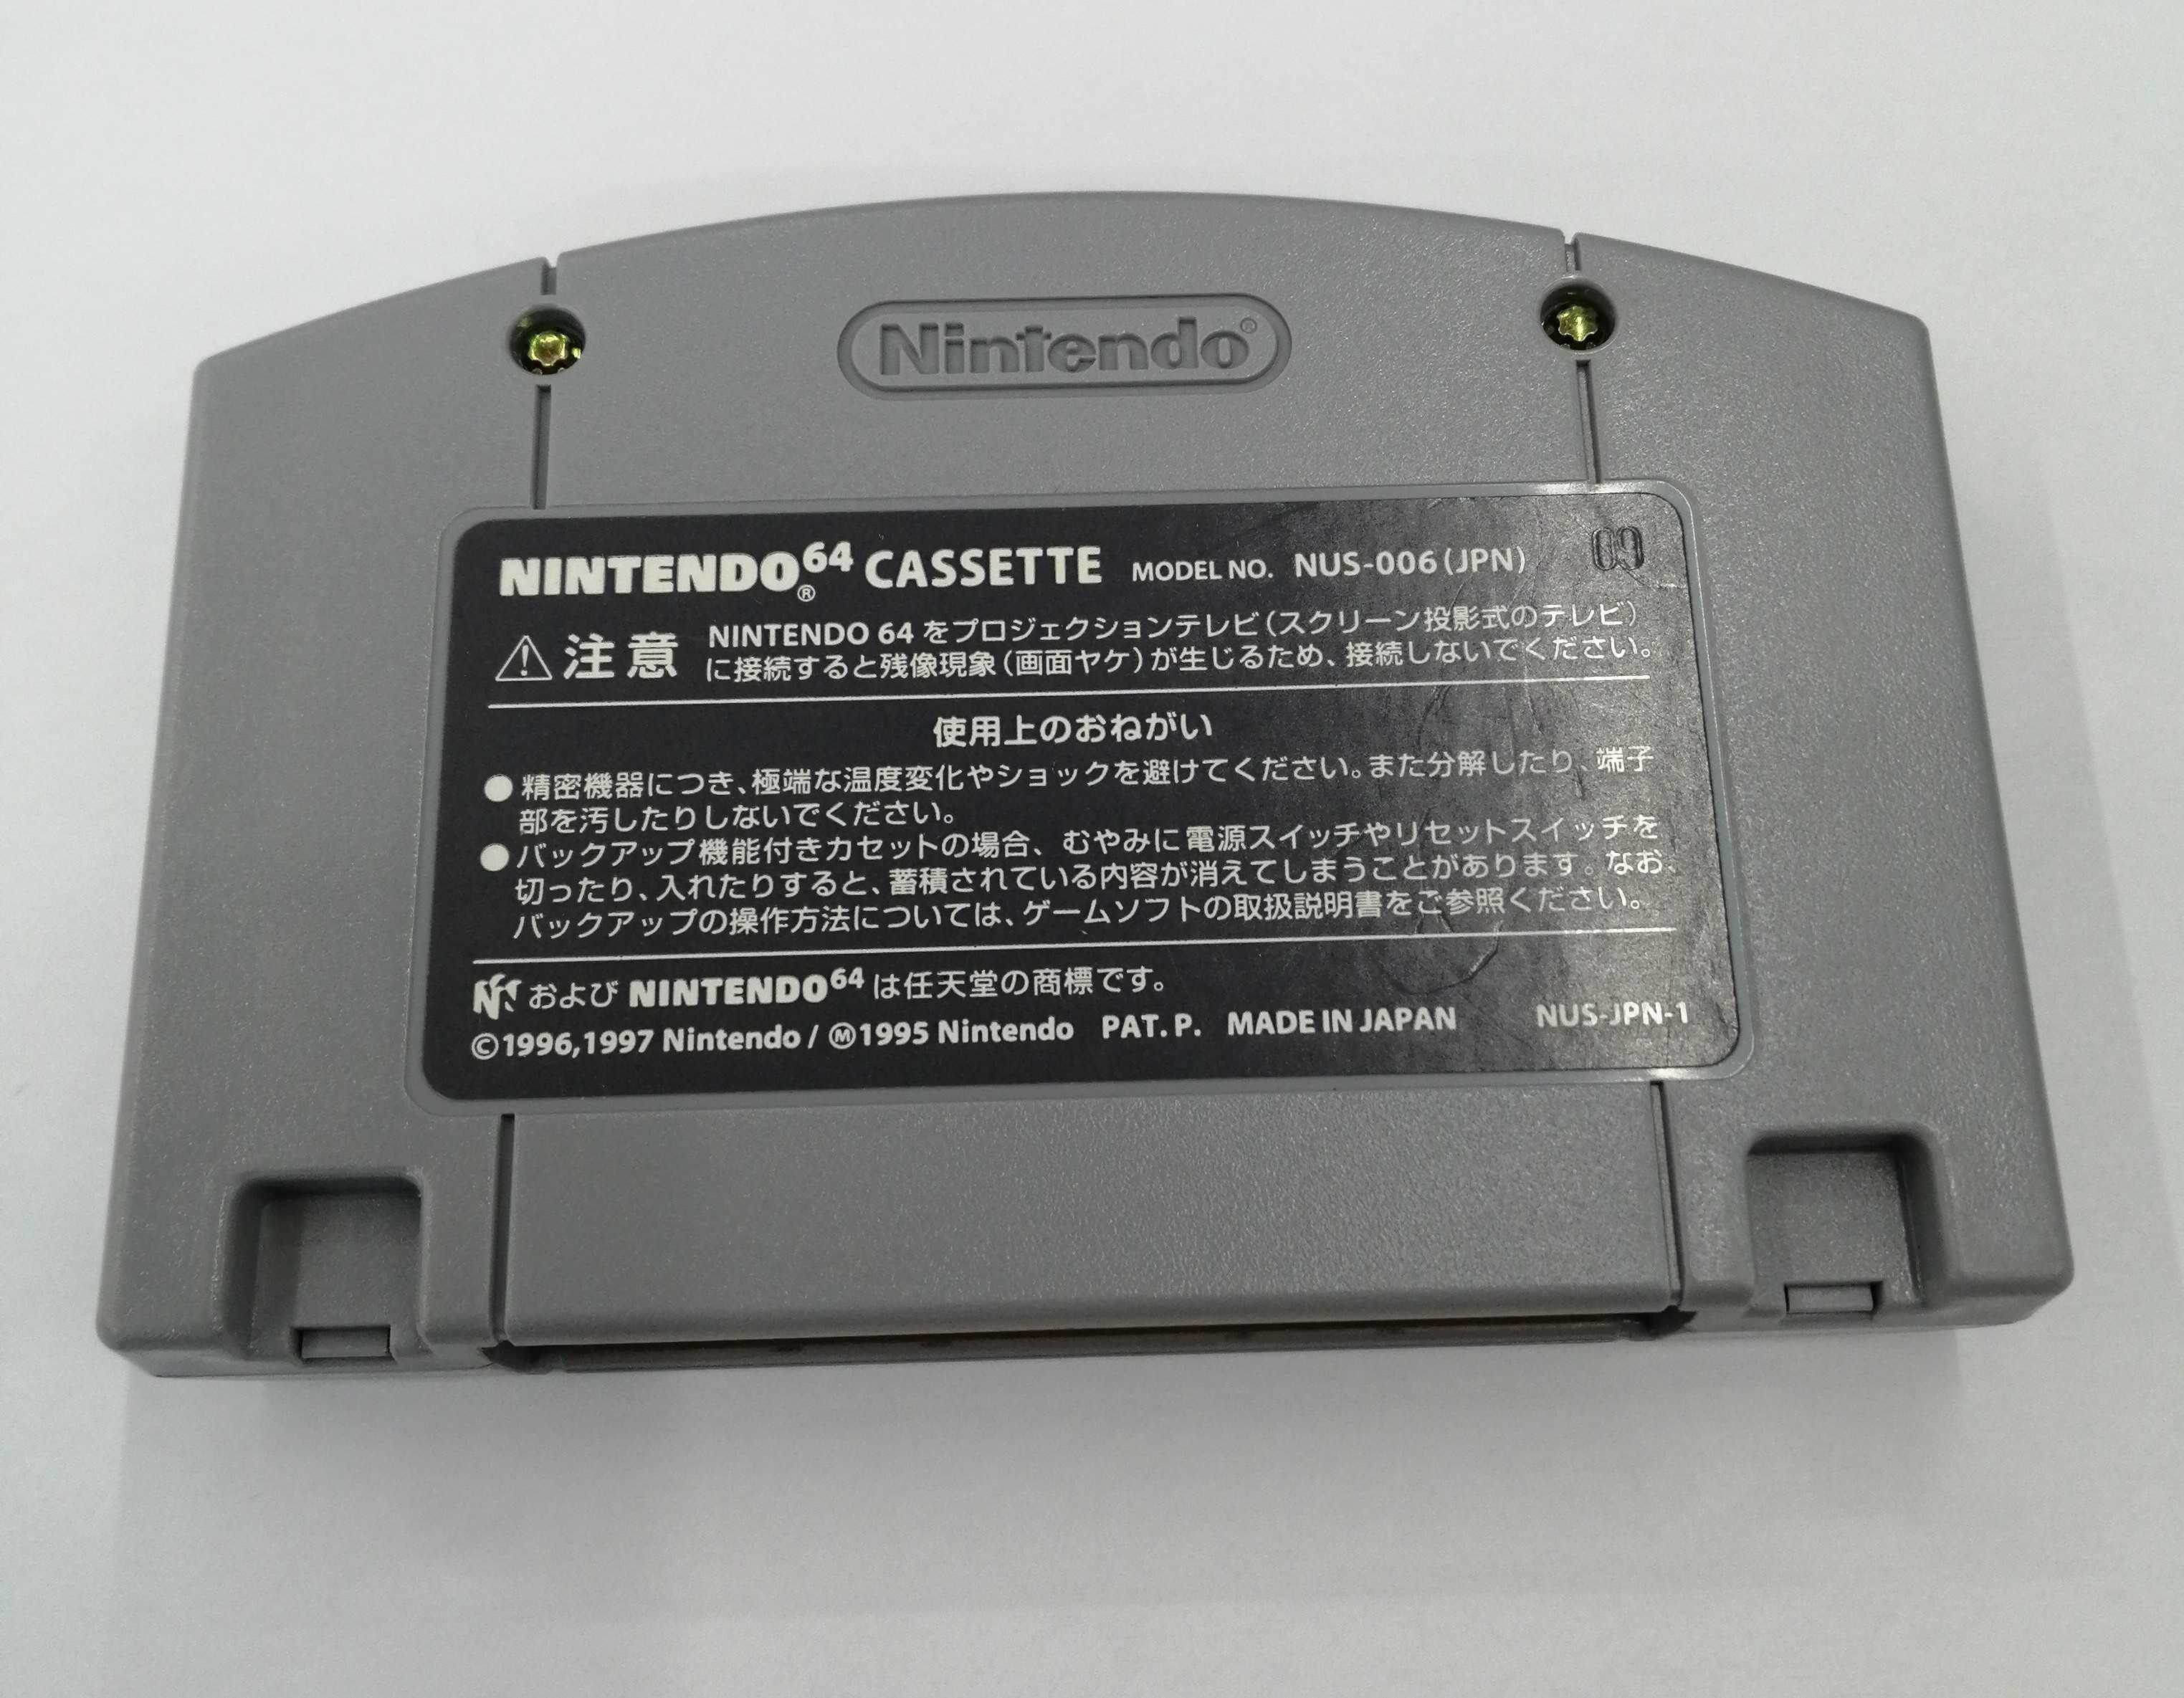 Nintendo®
NINTENDO64® CASSETTE MODEL NO. NUS-006(JPN) 09
注意 NINTENDO 64 をプロジェクションテレビ(スクリーン投影式のテレビ)
に接続すると残像現象(画面ヤケ)が生じるため、接続しないでください。
使用上のおねがい
●精密機器につき、極端な温度変化やショックを避けてください。また分解したり、端子
部を汚したりしないでください。
●バックアップ機能付きカセットの場合、むやみに電源スイッチやリセットスイッチを
切ったり、入れたりすると、蓄積されている内容が消えてしまうことがあります。なお、
バックアップの操作方法については、ゲームソフトの取扱説明書をご参照ください。
および NINTENDO64 は任天堂の商標です。
©1996,1997 Nintendo / Ⓜ1995 Nintendo PAT. P. MADE IN JAPAN NUS-JPN-1